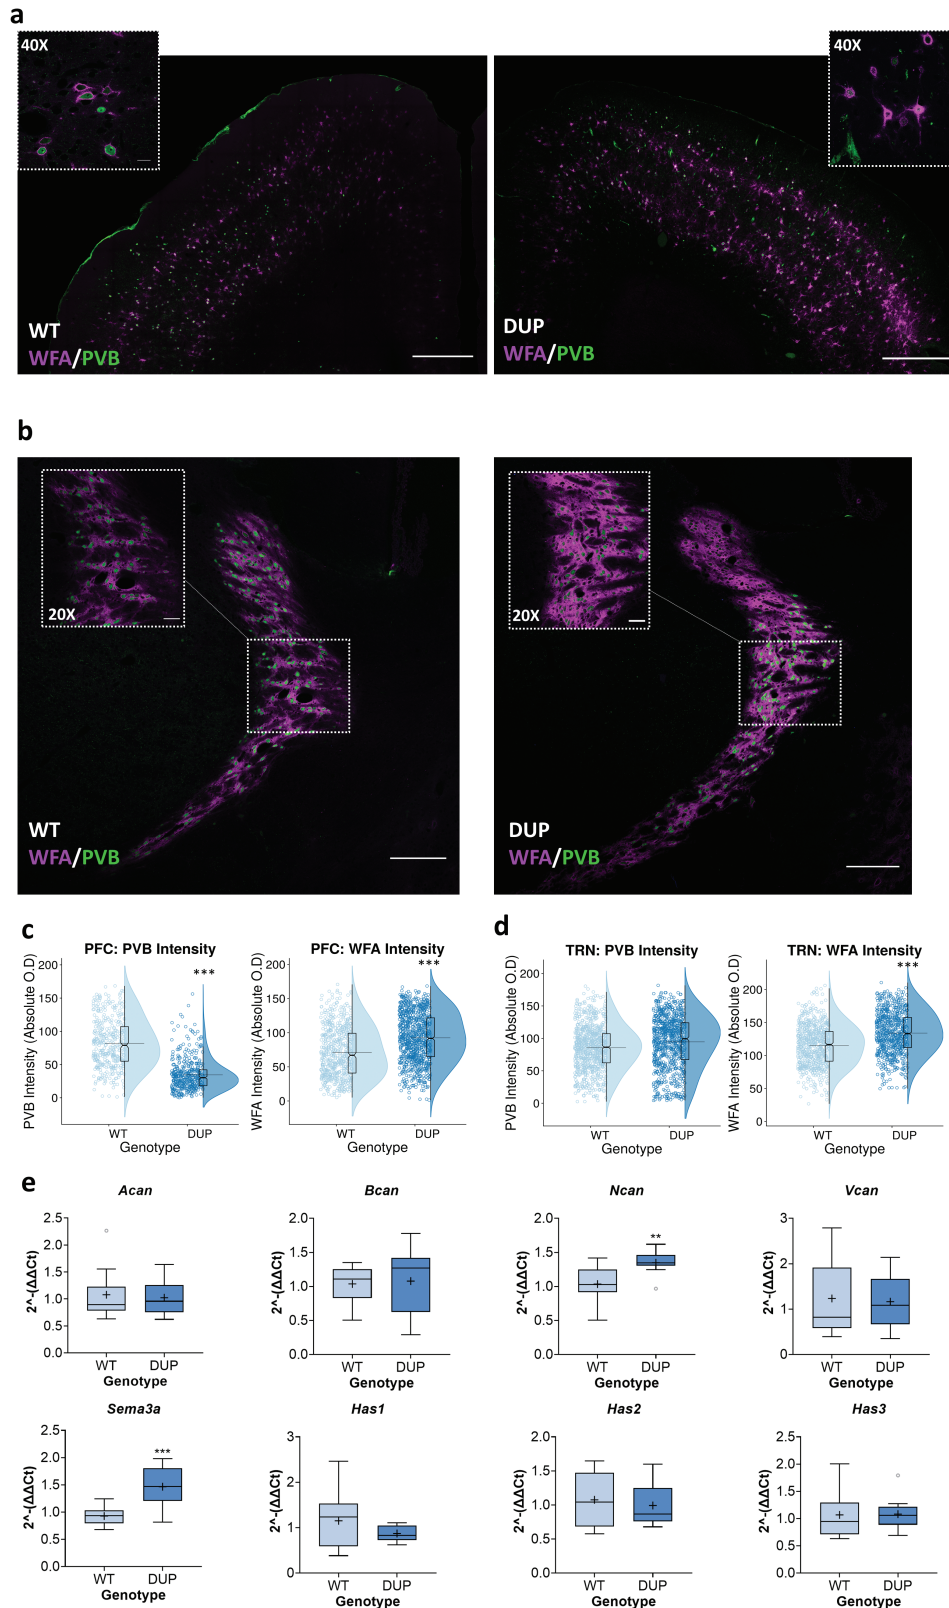 a
40X
40X
WT
WFA/PVB
DUP
WFA/PVB
b
20X
20X
WT
WFA/PVB
DUP
WFA/PVB
c
d
PFC: PVB Intensity
PFC: WFA Intensity
TRN: PVB Intensity
TRN: WFA Intensity
PVB Intensity (Absolute O.D)
200
150
100
50
0
***
WT
DUP
Genotype
WFA Intensity (Absolute O.D)
200
150
100
50
0
***
WT
DUP
Genotype
PVB Intensity (Absolute O.D)
200
150
100
50
0
WT
DUP
Genotype
WFA Intensity (Absolute O.D)
200
150
100
50
0
***
WT
DUP
Genotype
e
Acan
2^-(ΔΔCt)
2.5
2.0
1.5
1.0
0.5
0.0
WT
DUP
Genotype
Bcan
2^-(ΔΔCt)
2.0
1.5
1.0
0.5
0.0
WT
DUP
Genotype
Ncan
2^-(ΔΔCt)
2.0
1.5
1.0
0.5
0.0
**
WT
DUP
Genotype
Vcan
2^-(ΔΔCt)
3
2
1
0
WT
DUP
Genotype
Sema3a
2^-(ΔΔCt)
2.5
2.0
1.5
1.0
0.5
0.0
***
WT
DUP
Genotype
Has1
2^-(ΔΔCt)
3
2
1
0
WT
DUP
Genotype
Has2
2^-(ΔΔCt)
2.0
1.5
1.0
0.5
0.0
WT
DUP
Genotype
Has3
2^-(ΔΔCt)
2.5
2.0
1.5
1.0
0.5
0.0
WT
DUP
Genotype